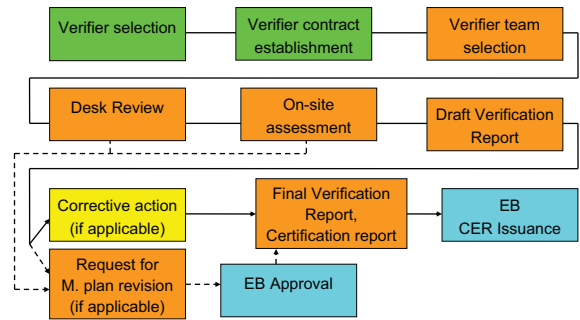 Verifier selection
Verifier contract
establishment
Verifier team
selection
Desk Review
On-site
assessment
Draft Verification
Report
Corrective action
(if applicable)
Final Verification
Report,
Certification report
EB
CER Issuance
Request for
M. plan revision
(if applicable)
EB Approval